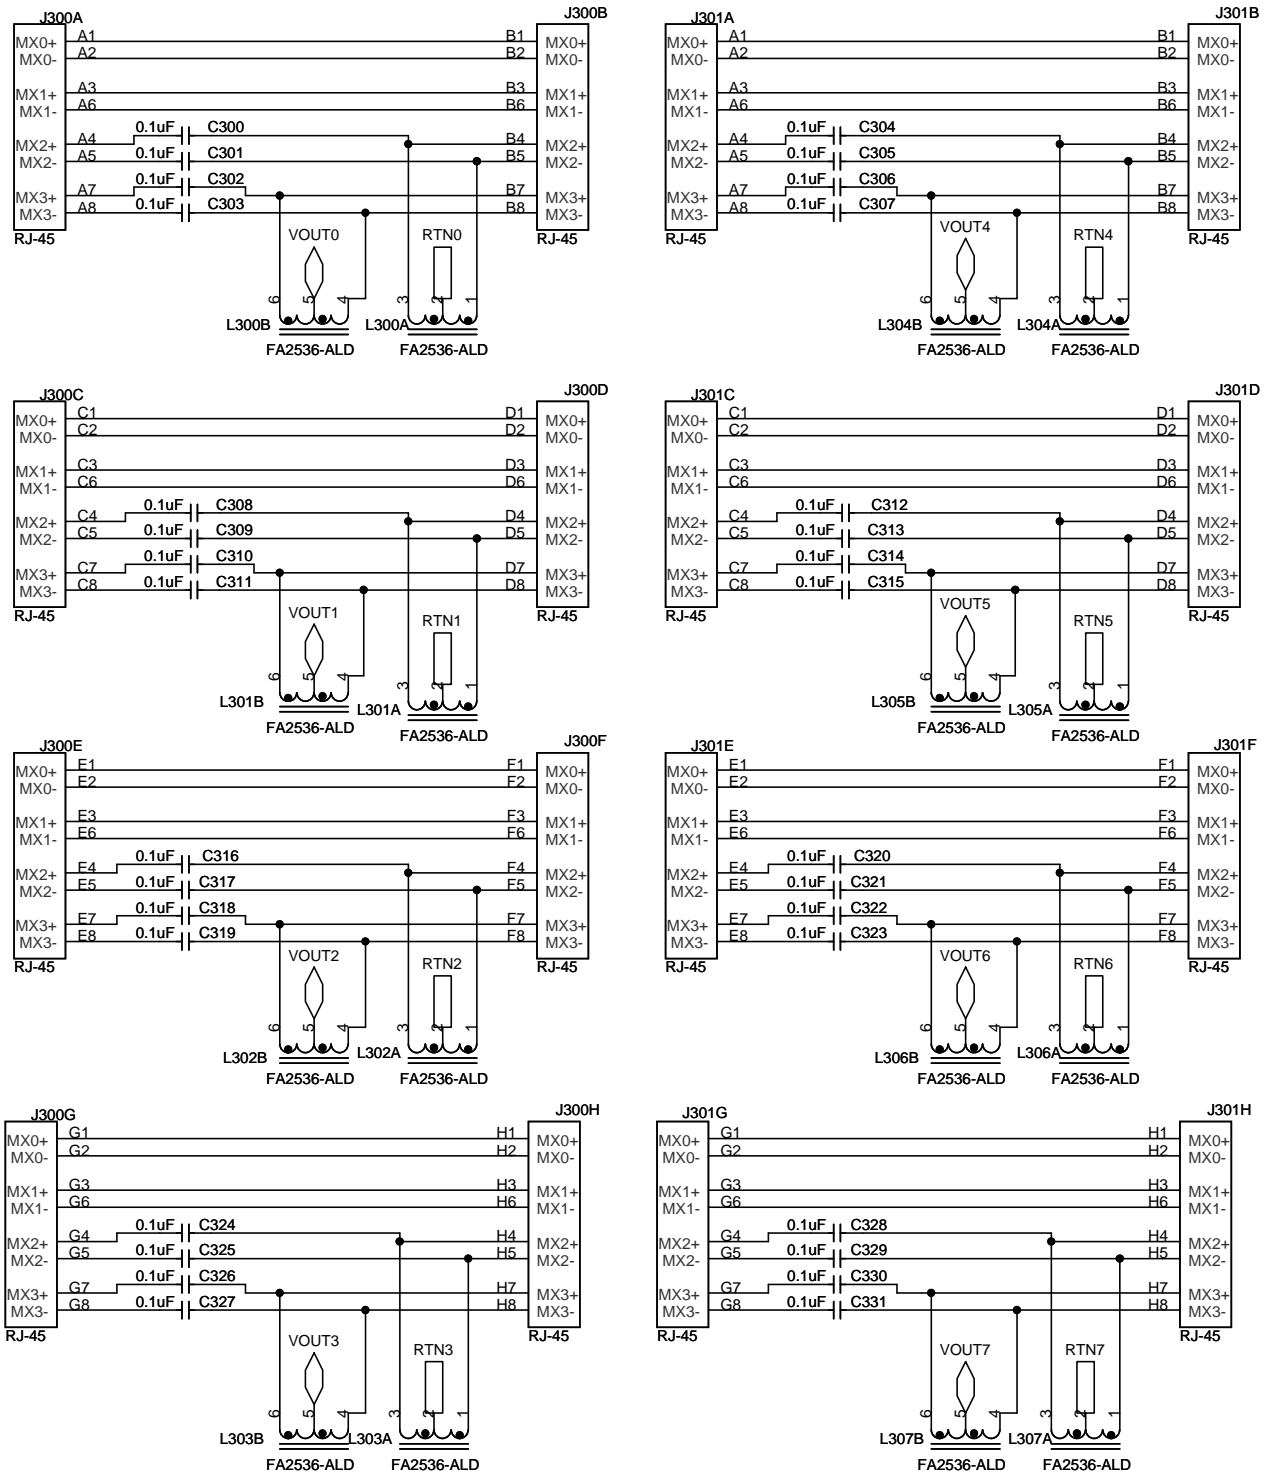 J300A J300B
MX0+ A1 B1 MX0+
MX0- A2 B2 MX0-
MX1+ A3 B3 MX1+
MX1- A6 B6 MX1-
MX2+ A4 0.1uF C300 B4 MX2+
MX2- A5 0.1uF C301 B5 MX2-
MX3+ A7 0.1uF C302 B7 MX3+
MX3- A8 0.1uF C303 B8 MX3-
RJ-45 VOUT0 RTN0 RJ-45
6 5 4 3 2 1
L300B L300A
FA2536-ALD FA2536-ALD
J301A J301B
MX0+ A1 B1 MX0+
MX0- A2 B2 MX0-
MX1+ A3 B3 MX1+
MX1- A6 B6 MX1-
MX2+ A4 0.1uF C304 B4 MX2+
MX2- A5 0.1uF C305 B5 MX2-
MX3+ A7 0.1uF C306 B7 MX3+
MX3- A8 0.1uF C307 B8 MX3-
RJ-45 VOUT4 RTN4 RJ-45
6 5 4 3 2 1
L304B L304A
FA2536-ALD FA2536-ALD
J300C J300D
MX0+ C1 D1 MX0+
MX0- C2 D2 MX0-
MX1+ C3 D3 MX1+
MX1- C6 D6 MX1-
MX2+ C4 0.1uF C308 D4 MX2+
MX2- C5 0.1uF C309 D5 MX2-
MX3+ C7 0.1uF C310 D7 MX3+
MX3- C8 0.1uF C311 D8 MX3-
RJ-45 VOUT1 RTN1 RJ-45
6 5 4 3 2 1
L301B L301A
FA2536-ALD FA2536-ALD
J301C J301D
MX0+ C1 D1 MX0+
MX0- C2 D2 MX0-
MX1+ C3 D3 MX1+
MX1- C6 D6 MX1-
MX2+ C4 0.1uF C312 D4 MX2+
MX2- C5 0.1uF C313 D5 MX2-
MX3+ C7 0.1uF C314 D7 MX3+
MX3- C8 0.1uF C315 D8 MX3-
RJ-45 VOUT5 RTN5 RJ-45
6 5 4 3 2 1
L305B L305A
FA2536-ALD FA2536-ALD
J300E J300F
MX0+ E1 F1 MX0+
MX0- E2 F2 MX0-
MX1+ E3 F3 MX1+
MX1- E6 F6 MX1-
MX2+ E4 0.1uF C316 F4 MX2+
MX2- E5 0.1uF C317 F5 MX2-
MX3+ E7 0.1uF C318 F7 MX3+
MX3- E8 0.1uF C319 F8 MX3-
RJ-45 VOUT2 RTN2 RJ-45
6 5 4 3 2 1
L302B L302A
FA2536-ALD FA2536-ALD
J301E J301F
MX0+ E1 F1 MX0+
MX0- E2 F2 MX0-
MX1+ E3 F3 MX1+
MX1- E6 F6 MX1-
MX2+ E4 0.1uF C320 F4 MX2+
MX2- E5 0.1uF C321 F5 MX2-
MX3+ E7 0.1uF C322 F7 MX3+
MX3- E8 0.1uF C323 F8 MX3-
RJ-45 VOUT6 RTN6 RJ-45
6 5 4 3 2 1
L306B L306A
FA2536-ALD FA2536-ALD
J300G J300H
MX0+ G1 H1 MX0+
MX0- G2 H2 MX0-
MX1+ G3 H3 MX1+
MX1- G6 H6 MX1-
MX2+ G4 0.1uF C324 H4 MX2+
MX2- G5 0.1uF C325 H5 MX2-
MX3+ G7 0.1uF C326 H7 MX3+
MX3- G8 0.1uF C327 H8 MX3-
RJ-45 VOUT3 RTN3 RJ-45
6 5 4 3 2 1
L303B L303A
FA2536-ALD FA2536-ALD
J301G J301H
MX0+ G1 H1 MX0+
MX0- G2 H2 MX0-
MX1+ G3 H3 MX1+
MX1- G6 H6 MX1-
MX2+ G4 0.1uF C328 H4 MX2+
MX2- G5 0.1uF C329 H5 MX2-
MX3+ G7 0.1uF C330 H7 MX3+
MX3- G8 0.1uF C331 H8 MX3-
RJ-45 VOUT7 RTN7 RJ-45
6 5 4 3 2 1
L307B L307A
FA2536-ALD FA2536-ALD